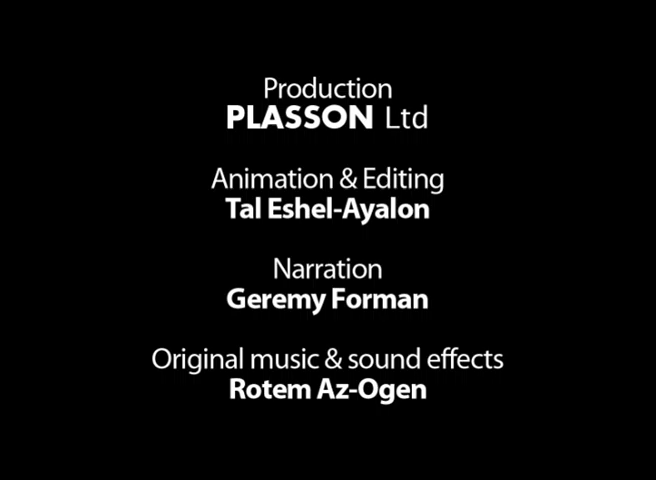 Production
PLASSON Ltd
Animation & Editing
Tal Eshel-Ayalon
Narration
Geremy Forman
Original music & sound effects
Rotem Az-Ogen